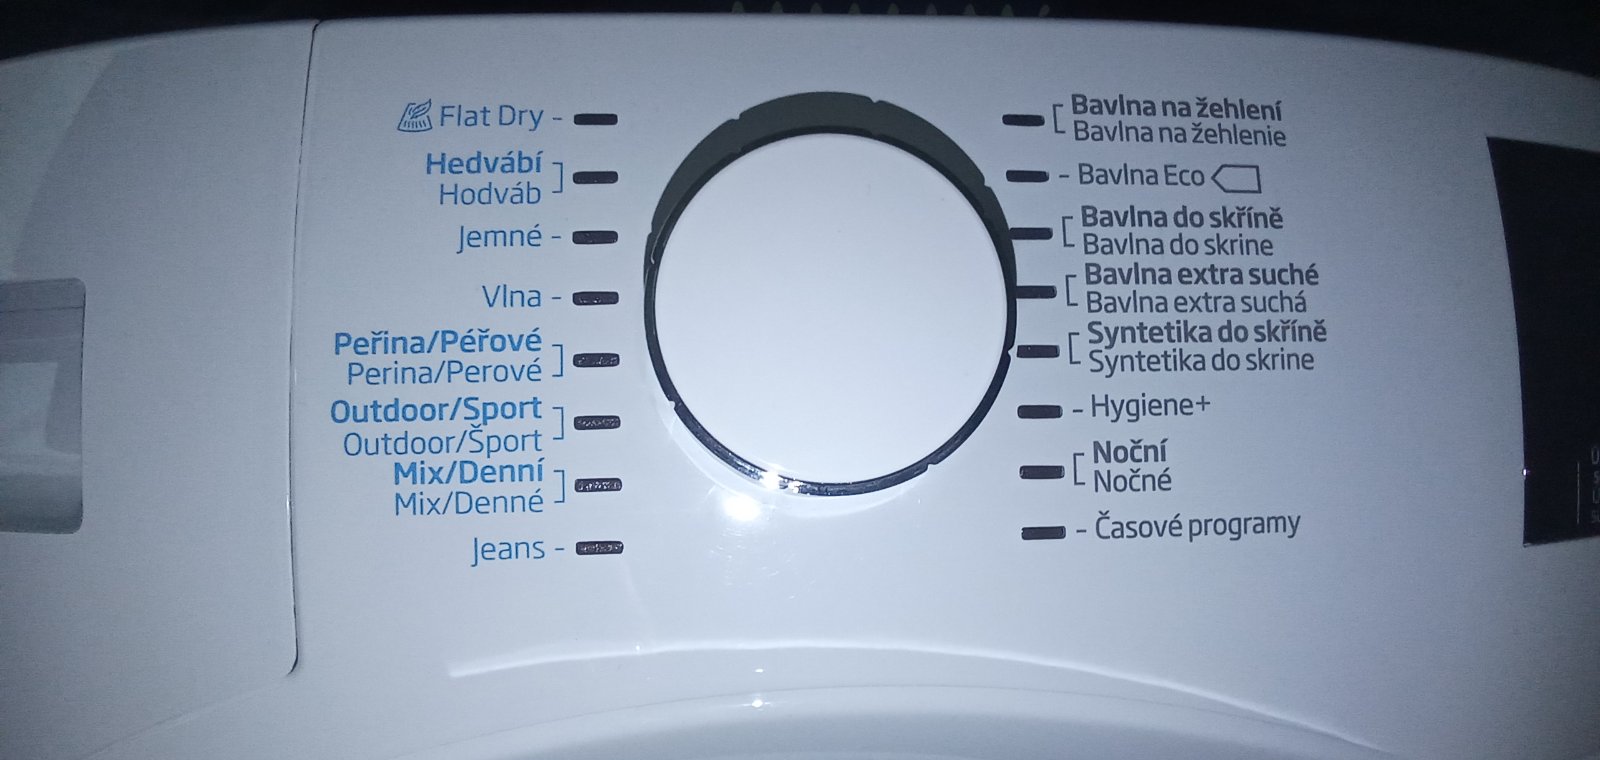 Flat Dry -
Hedvábí
Hodváb
Jemné -
Vlna -
Peřina/Péřové
Perina/Perové
Outdoor/Sport
Outdoor/Šport
Mix/Denní
Mix/Denné
Jeans -
Bavlna na žehlení
Bavlna na žehlenie
- Bavlna Eco
Bavlna do skříně
Bavlna do skrine
Bavlna extra suché
Bavlna extra suchá
Syntetika do skříně
Syntetika do skrine
- Hygiene+
Noční
Nočné
- Časové programy